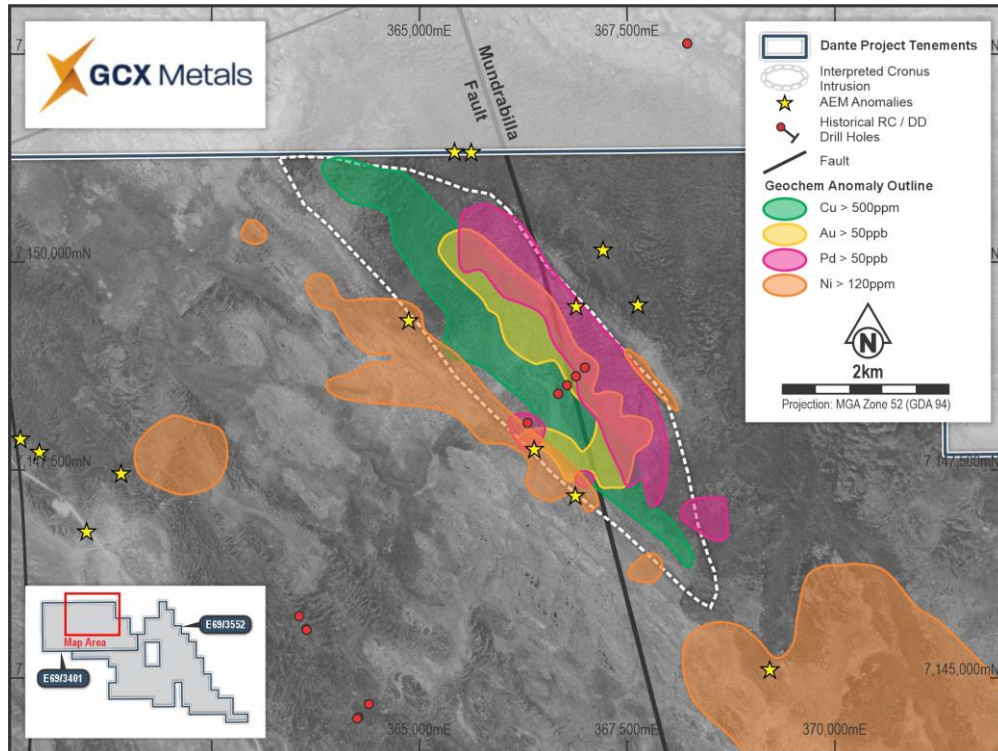 GCX Metals
365,000mE
367,500mE
7,1
mN
Mundrabilla
Fault
Dante Project Tenements
Interpreted Cronus
Intrusion
AEM Anomalies
Historical RC / DD
Drill Holes
Fault
Geochem Anomaly Outline
Cu > 500ppm
Au > 50ppb
Pd > 50ppb
Ni > 120ppm
N
2km
Projection: MGA Zone 52 (GDA 94)
7,150,000mN
7,147,500mN
7,147,500mN
E69/3552
Map Area
E69/3401
7,145,000mN
365,000mE
367,500mE
370,000mE